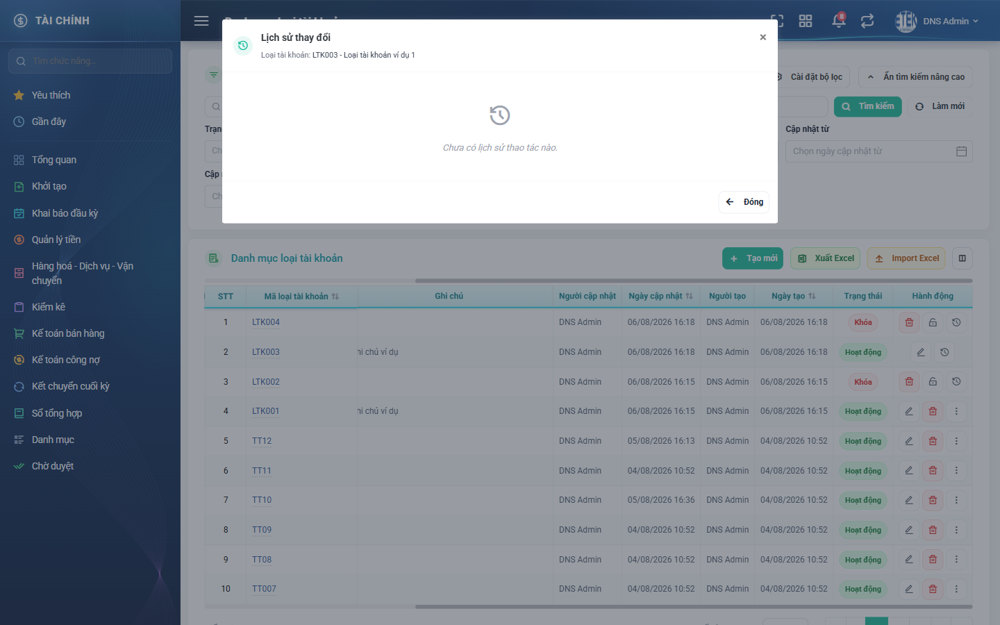 TÀI CHÍNH
Tìm chức năng...
Yêu thích
Gần đây
Tổng quan
Khởi tạo
Khai báo đầu kỳ
Quản lý tiền
Hàng hoá - Dịch vụ - Vận
chuyển
Kiểm kê
Kế toán bán hàng
Kế toán công nợ
Kết chuyển cuối kỳ
Sổ tổng hợp
Danh mục
Chờ duyệt
8
DNS Admin
Lịch sử thay đổi
Loại tài khoản: LTK003 - Loại tài khoản ví dụ 1
Chưa có lịch sử thao tác nào.
Đóng
Cài đặt bộ lọc
Ẩn tìm kiếm nâng cao
Tìm kiếm
Làm mới
Cập nhật từ
Chọn ngày cập nhật từ
Danh mục loại tài khoản
Tạo mới
Xuất Excel
Import Excel
STT Mã loại tài khoản Ghi chú Người cập nhật Ngày cập nhật Người tạo Ngày tạo Trạng thái Hành động
1 LTK004 DNS Admin 06/08/2026 16:18 DNS Admin 06/08/2026 16:18 Khóa
2 LTK003 hi chú ví dụ DNS Admin 06/08/2026 16:18 DNS Admin 06/08/2026 16:18 Hoạt động
3 LTK002 DNS Admin 06/08/2026 16:15 DNS Admin 06/08/2026 16:15 Khóa
4 LTK001 hi chú ví dụ DNS Admin 06/08/2026 16:15 DNS Admin 06/08/2026 16:15 Hoạt động
5 TT12 DNS Admin 05/08/2026 16:13 DNS Admin 04/08/2026 10:52 Hoạt động
6 TT11 DNS Admin 04/08/2026 10:52 DNS Admin 04/08/2026 10:52 Hoạt động
7 TT10 DNS Admin 05/08/2026 16:36 DNS Admin 04/08/2026 10:52 Hoạt động
8 TT09 DNS Admin 04/08/2026 10:52 DNS Admin 04/08/2026 10:52 Hoạt động
9 TT08 DNS Admin 04/08/2026 10:52 DNS Admin 04/08/2026 10:52 Hoạt động
10 TT007 DNS Admin 04/08/2026 10:52 DNS Admin 04/08/2026 10:52 Hoạt động